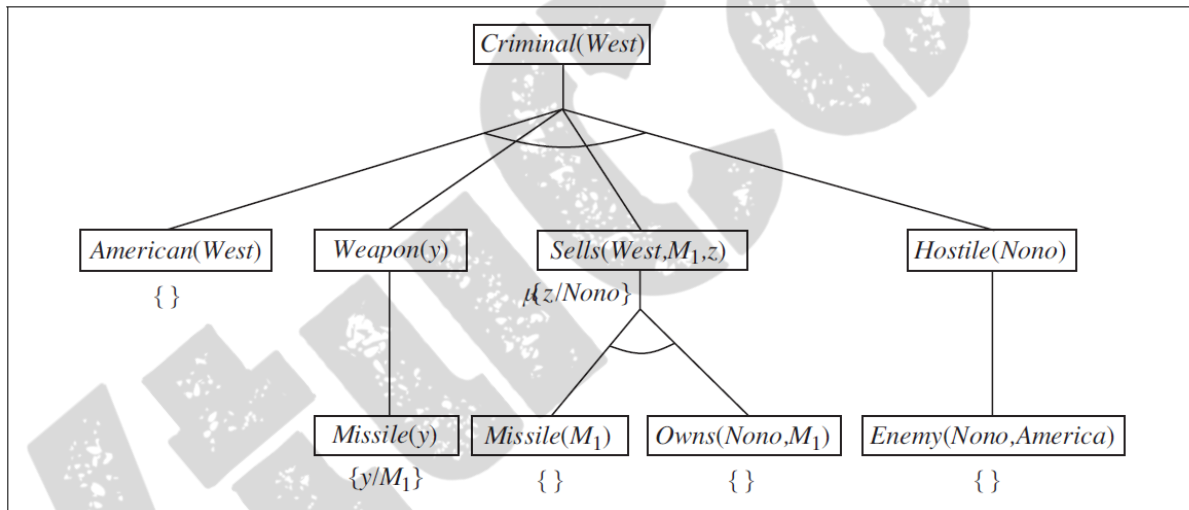 Criminal(West)
American(West) Weapon(y) Sells(West,M₁,z) Hostile(Nono)
{ } {z/Nono}
Missile(y) Missile(M₁) Owns(Nono,M₁) Enemy(Nono,America)
{y/M₁} { } { } { }